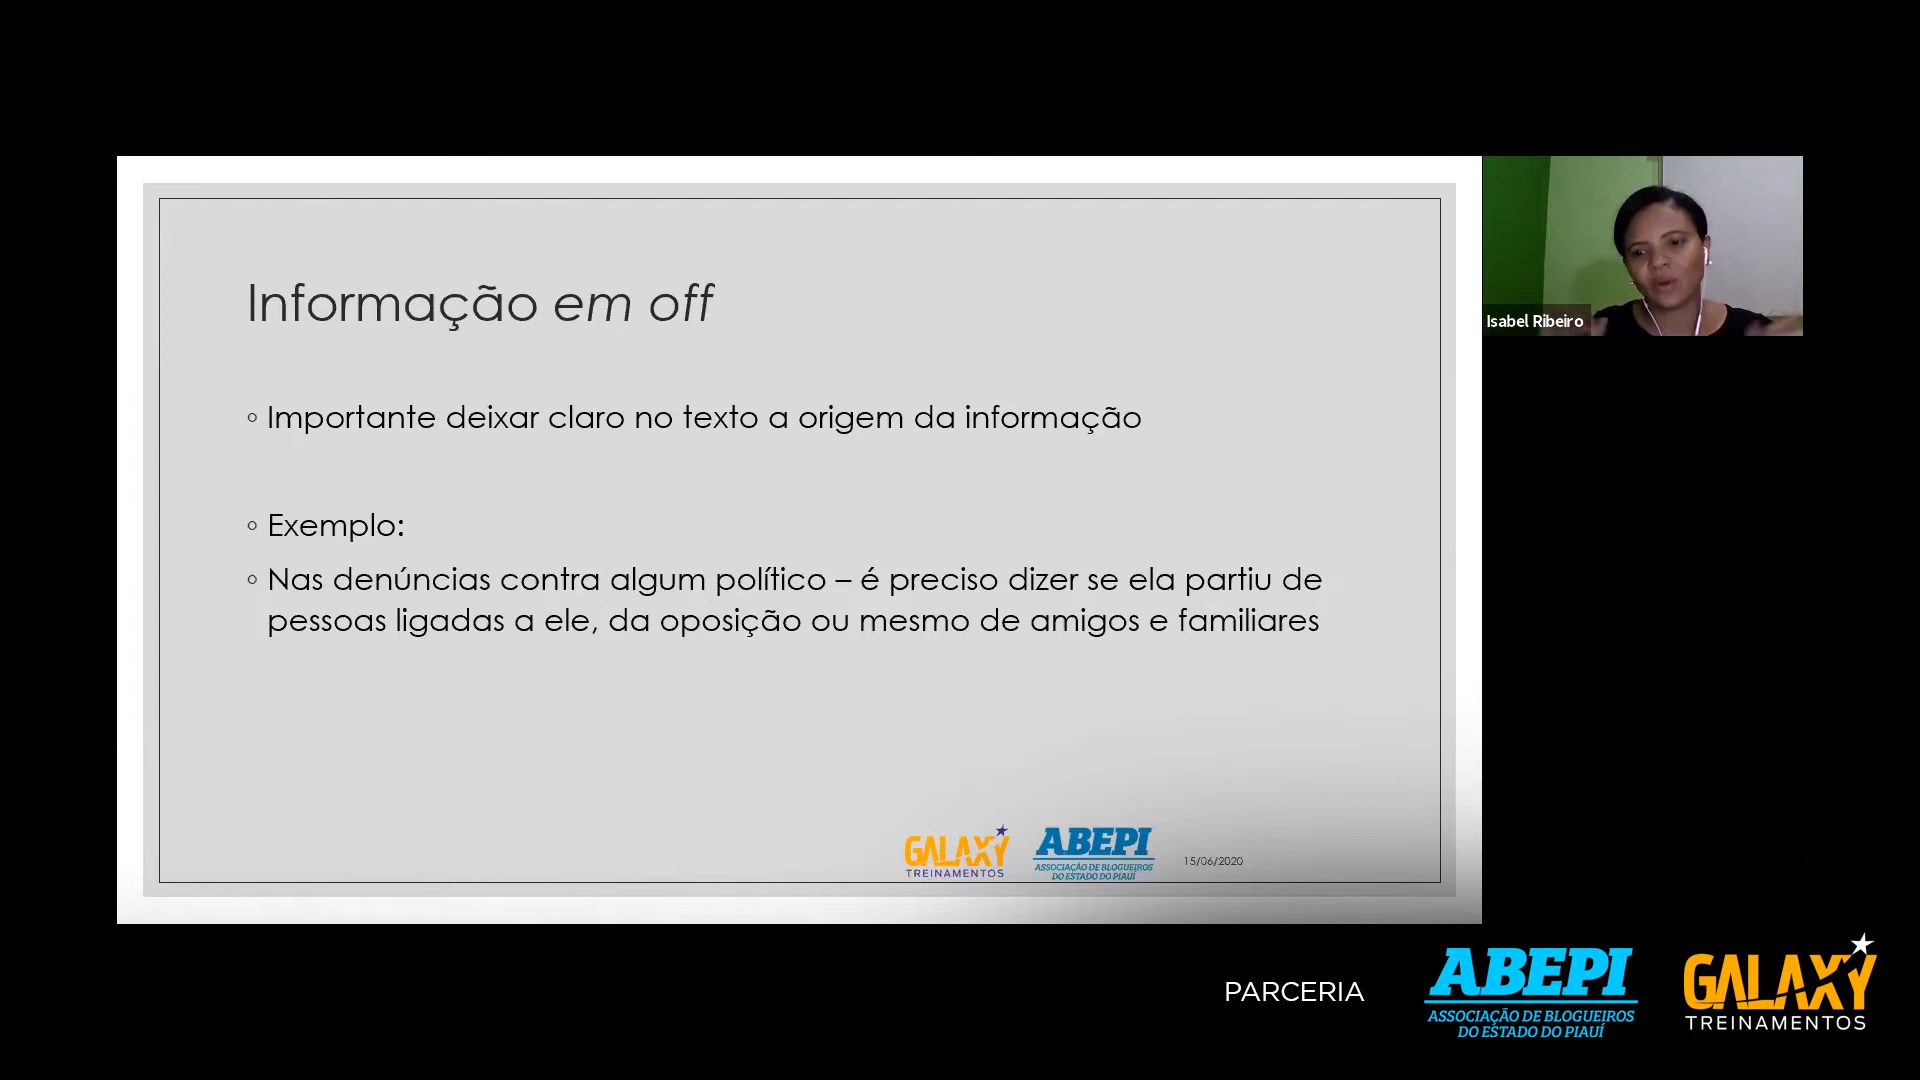 Informação em off
◦ Importante deixar claro no texto a origem da informação
◦ Exemplo:
◦ Nas denúncias contra algum político – é preciso dizer se ela partiu de
pessoas ligadas a ele, da oposição ou mesmo de amigos e familiares
GALAXY
TREINAMENTOS
ABEPI
ASSOCIAÇÃO DE BLOGUEIROS
DO ESTADO DO PIAUÍ
15/06/2020
Isabel Ribeiro
PARCERIA
ABEPI
ASSOCIAÇÃO DE BLOGUEIROS
DO ESTADO DO PIAUÍ
GALAXY
TREINAMENTOS